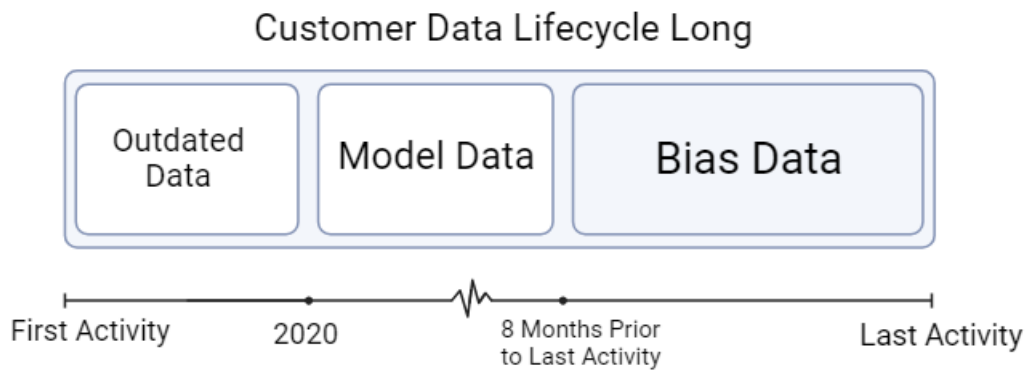 Customer Data Lifecycle Long
Outdated
Data
Model Data
Bias Data
First Activity
2020
8 Months Prior
to Last Activity
Last Activity